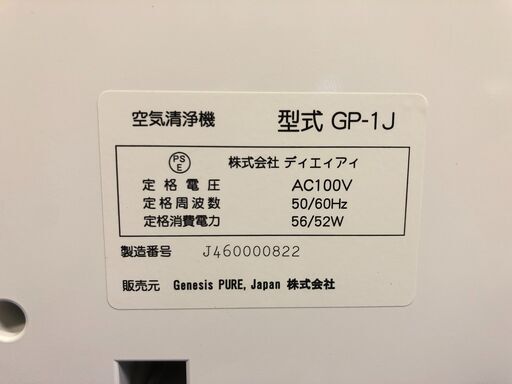 空気清浄機 型式 GP-1J
PS E 株式会社 ディエィアイ
定格電圧 AC100V
定格周波数 50/60Hz
定格消費電力 56/52W
製造番号 J460000822
販売元 Genesis PURE, Japan 株式会社